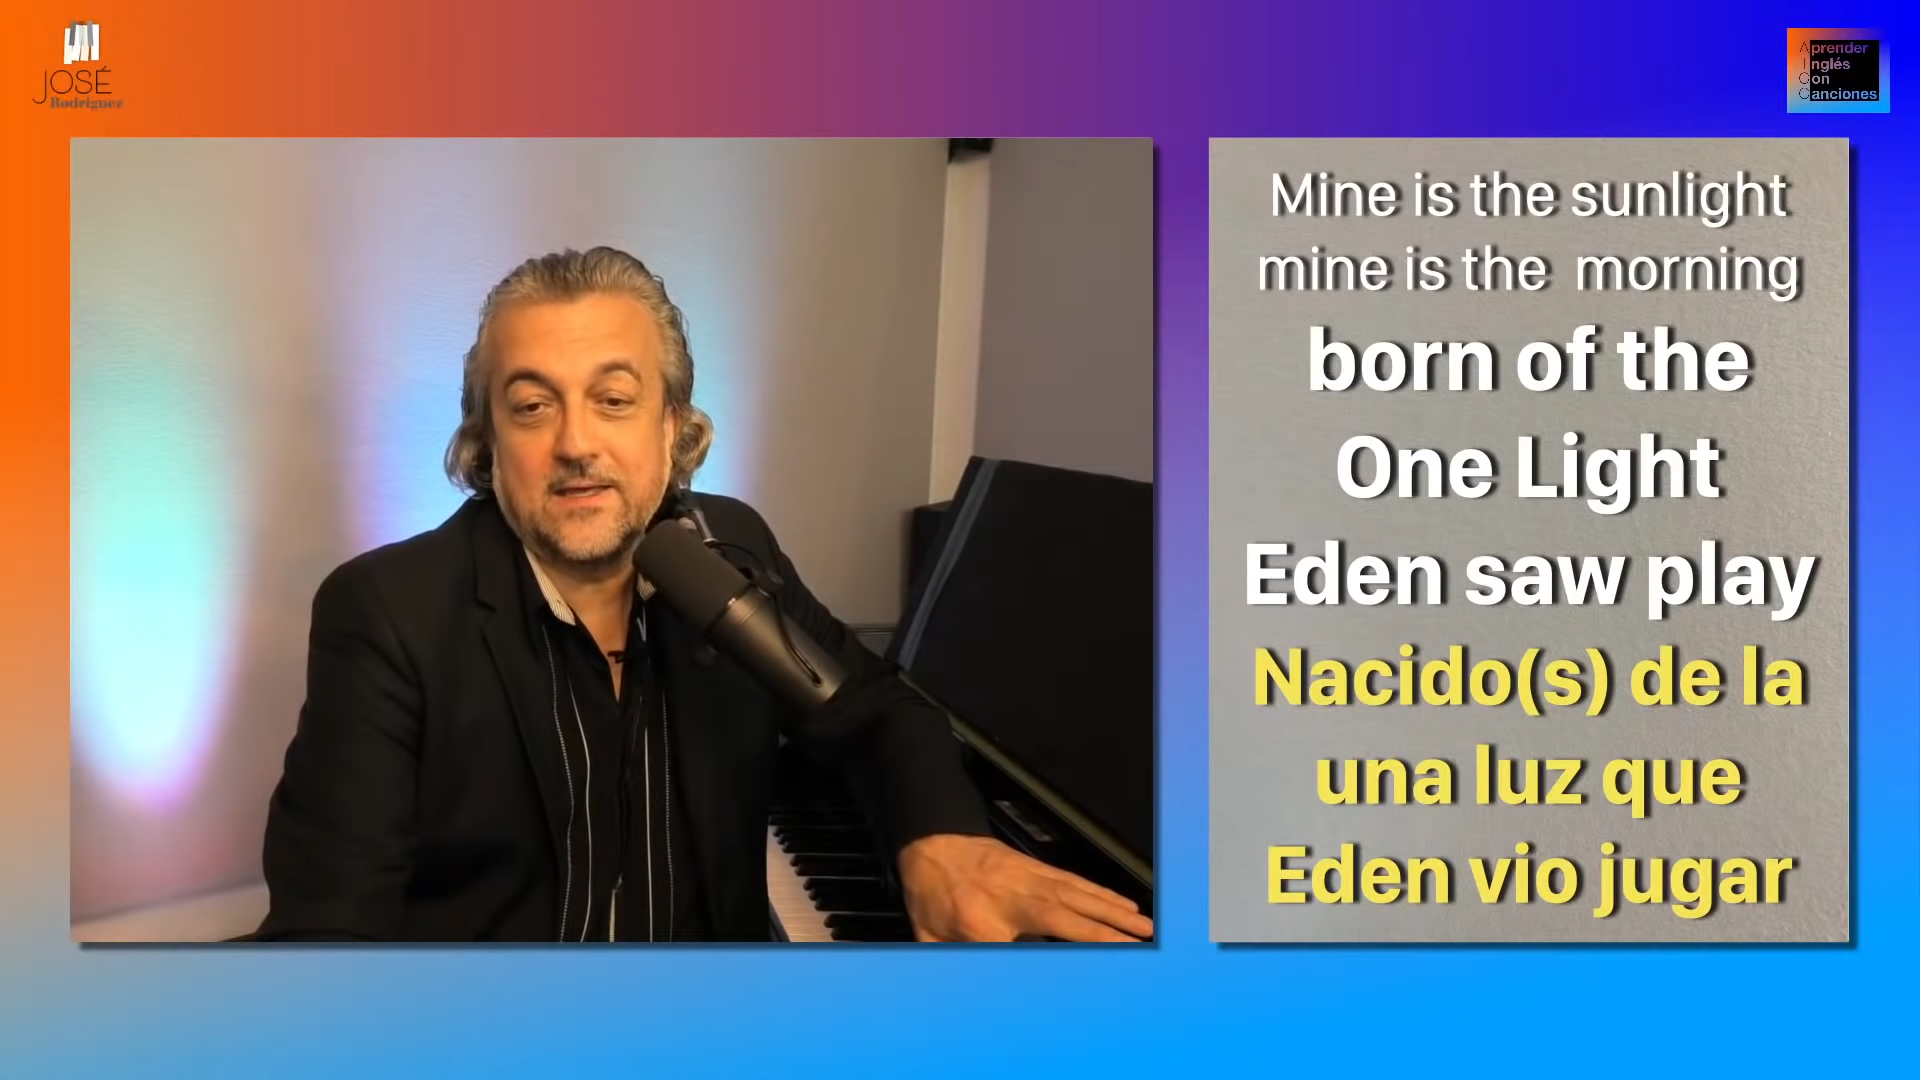 JOSÉ
Rodríguez
Aprender
Inglés
Con
Canciones
Mine is the sunlight
mine is the morning
born of the
One Light
Eden saw play
Nacido(s) de la
una luz que
Eden vio jugar